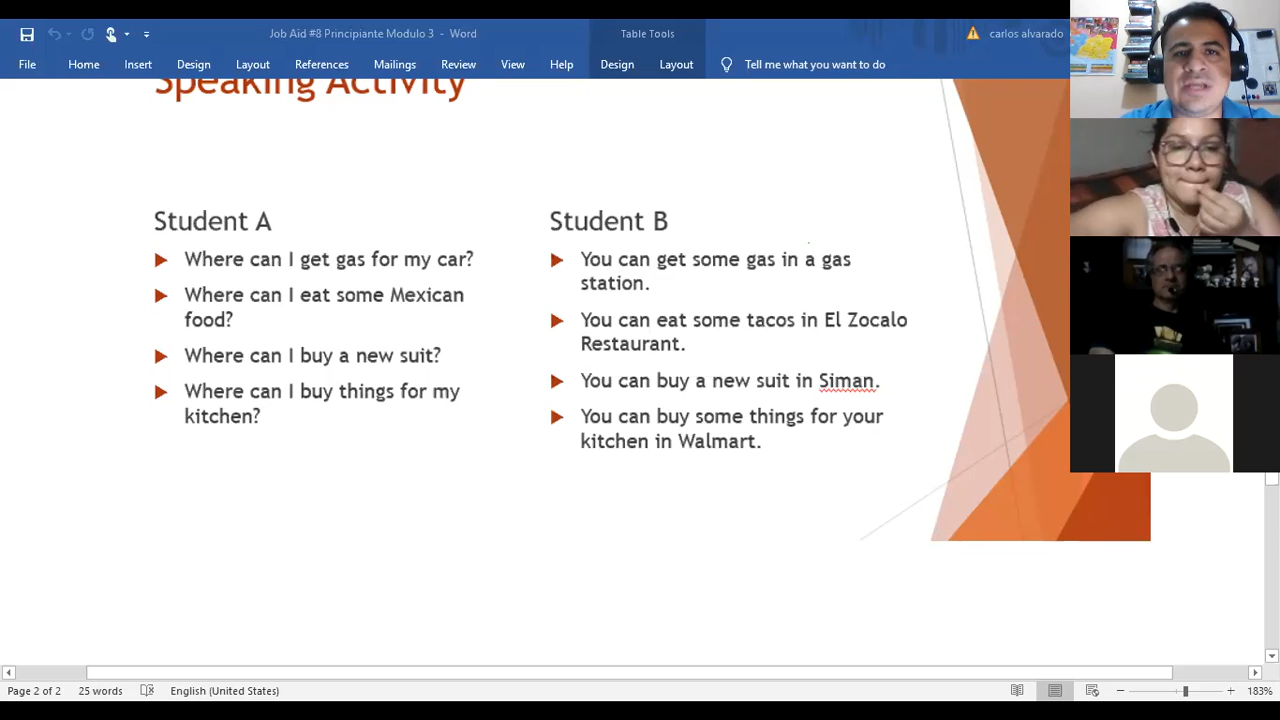 Job Aid #8 Principiante Modulo 3 - Word
Table Tools
carlos alvarado
File
Home
Insert
Design
Layout
References
Mailings
Review
View
Help
Design
Layout
Tell me what you want to do
Speaking Activity
Student A
Where can I get gas for my car?
Where can I eat some Mexican
food?
Where can I buy a new suit?
Where can I buy things for my
kitchen?
Student B
You can get some gas in a gas
station.
You can eat some tacos in El Zocalo
Restaurant.
You can buy a new suit in Siman.
You can buy some things for your
kitchen in Walmart.
Page 2 of 2
25 words
English (United States)
183%